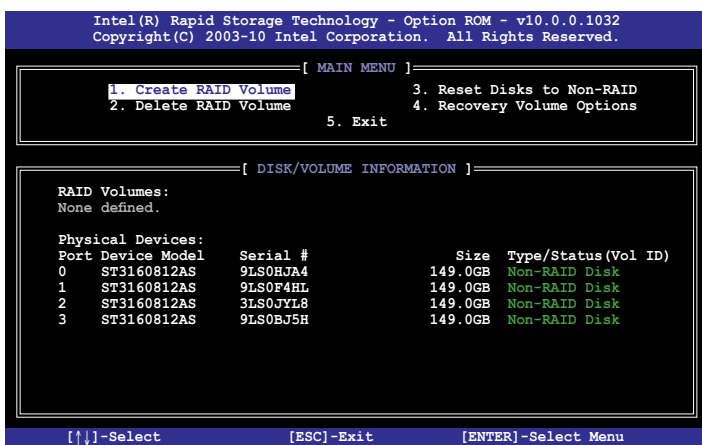 Intel(R) Rapid Storage Technology - Option ROM - v10.0.0.1032
Copyright(C) 2003-10 Intel Corporation. All Rights Reserved.
[ MAIN MENU ]
1. Create RAID Volume 3. Reset Disks to Non-RAID
2. Delete RAID Volume 4. Recovery Volume Options
5. Exit
[ DISK/VOLUME INFORMATION ]
RAID Volumes:
None defined.
Physical Devices:
Port Device Model Serial # Size Type/Status(Vol ID)
0 ST3160812AS 9LS0HJA4 149.0GB Non-RAID Disk
1 ST3160812AS 9LS0F4HL 149.0GB Non-RAID Disk
2 ST3160812AS 3LS0JYL8 149.0GB Non-RAID Disk
3 ST3160812AS 9LS0BJ5H 149.0GB Non-RAID Disk
[↑↓]-Select [ESC]-Exit [ENTER]-Select Menu